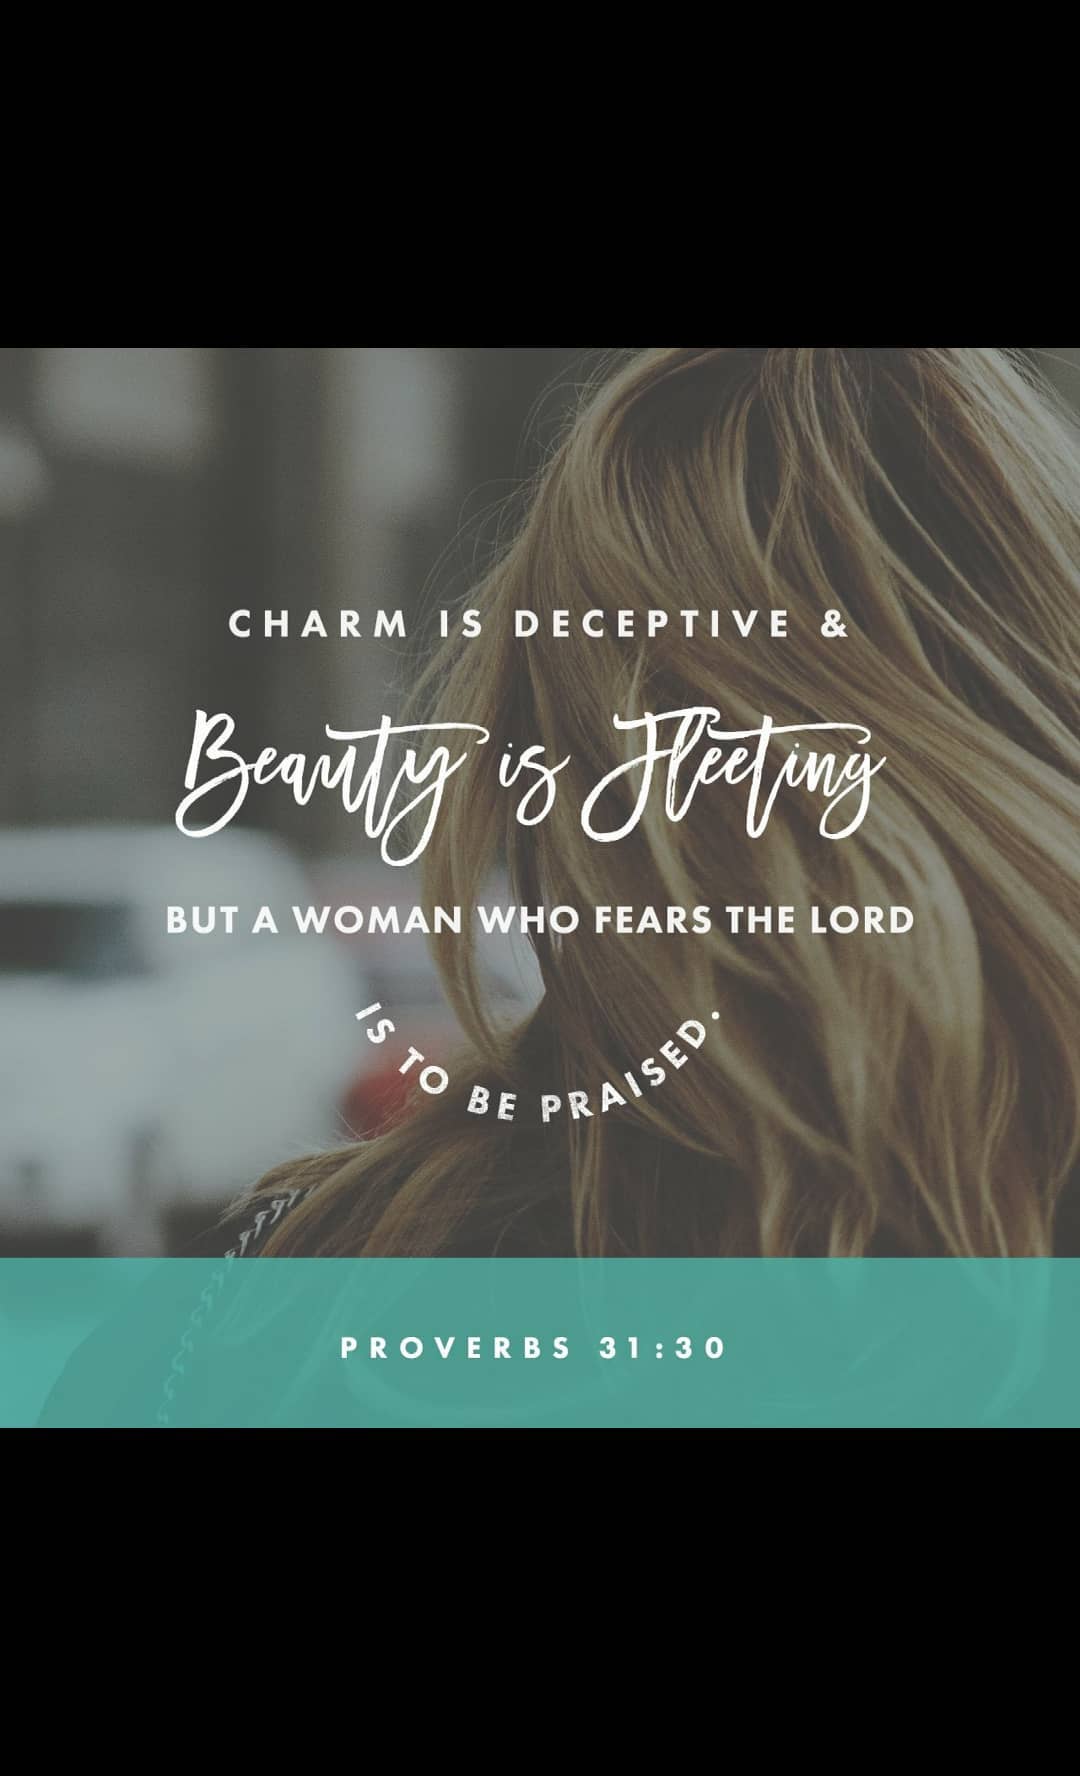 CHARM IS DECEPTIVE &
Beauty is Fleeting
BUT A WOMAN WHO FEARS THE LORD
IS TO BE PRAISED.
PROVERBS 31:30